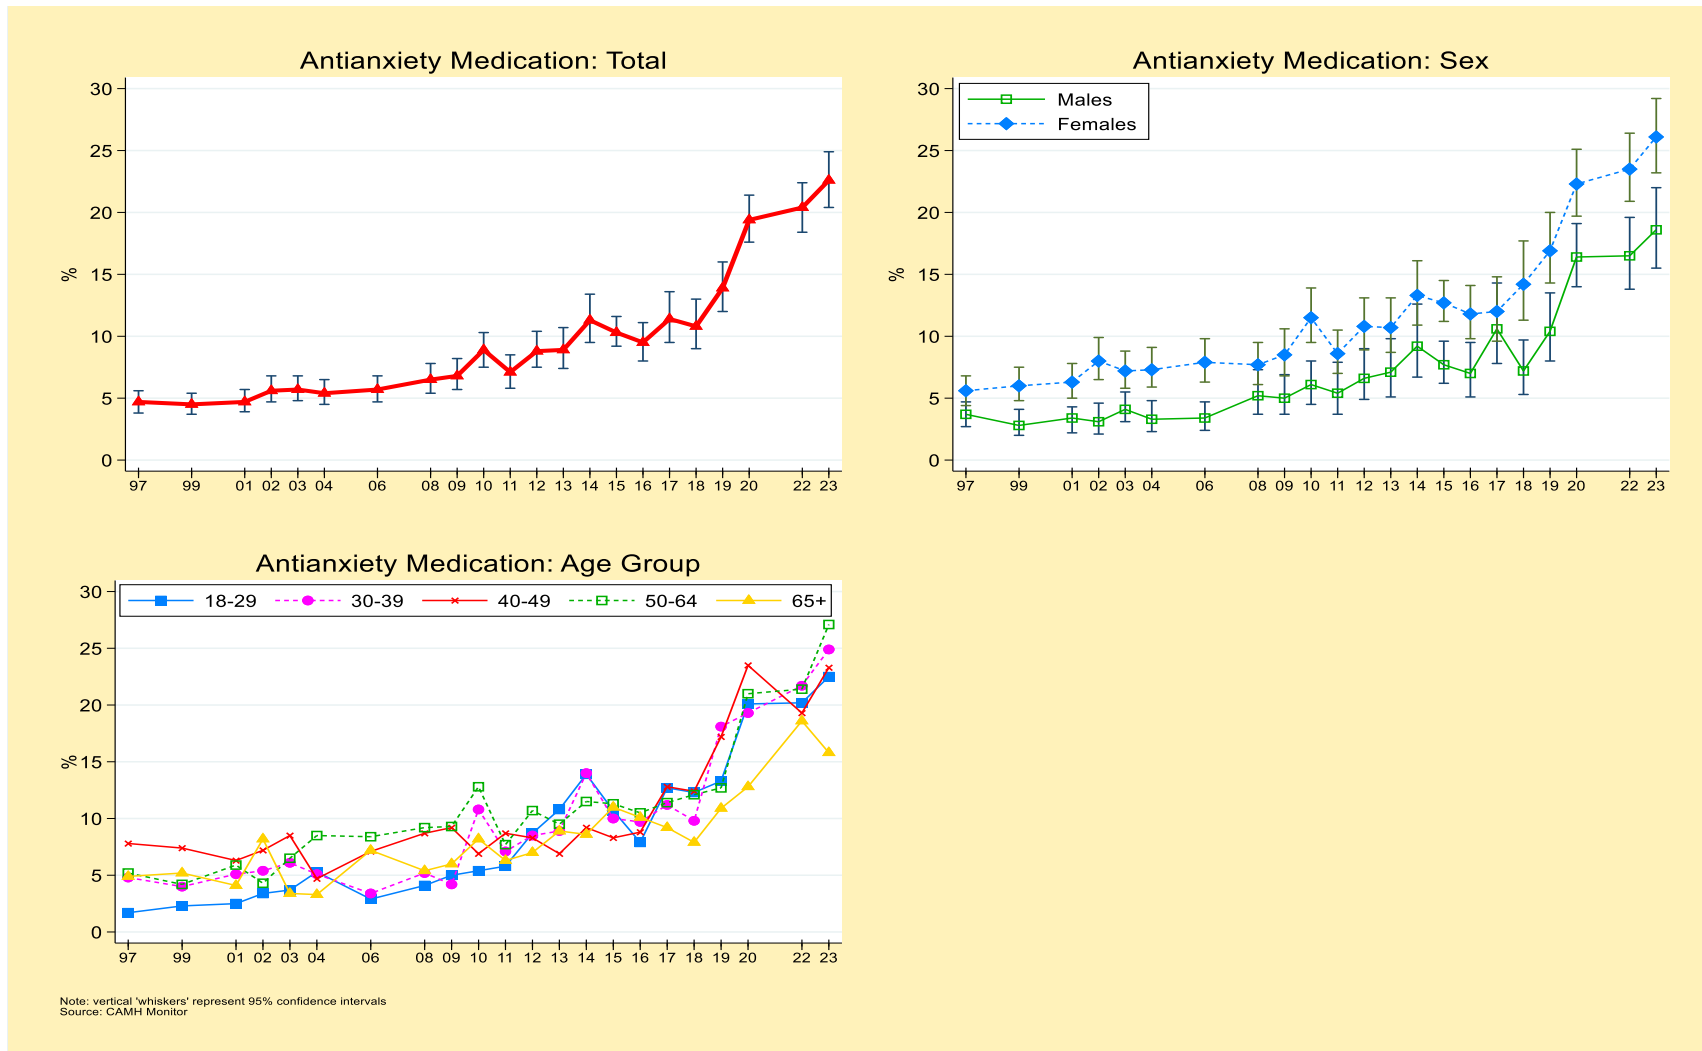 Antianxiety Medication: Total
30
25
20
15
10
5
0
%
97 99 01 02 03 04 06 08 09 10 11 12 13 14 15 16 17 18 19 20 22 23
Antianxiety Medication: Sex
Males
Females
30
25
20
15
10
5
0
%
97 99 01 02 03 04 06 08 09 10 11 12 13 14 15 16 17 18 19 20 22 23
Antianxiety Medication: Age Group
18-29 30-39 40-49 50-64 65+
30
25
20
15
10
5
0
%
97 99 01 02 03 04 06 08 09 10 11 12 13 14 15 16 17 18 19 20 22 23
Note: vertical 'whiskers' represent 95% confidence intervals
Source: CAMH Monitor